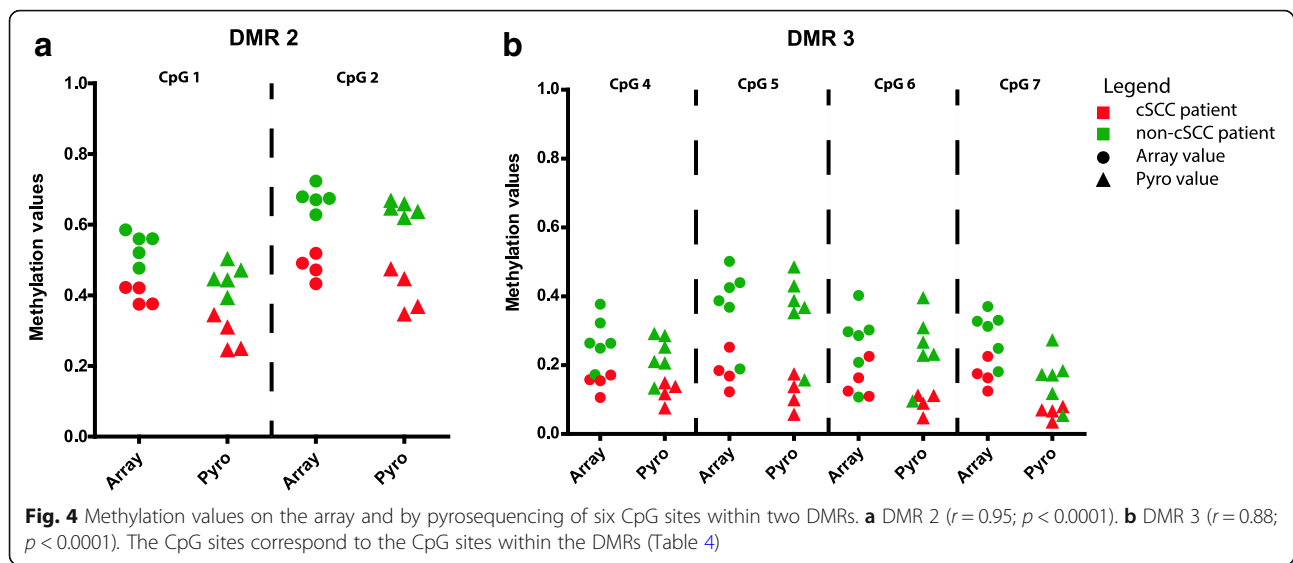 a
DMR 2
CpG 1
CpG 2
1.0
0.8
0.6
0.4
0.2
0.0
Methylation values
Array
Pyro
Array
Pyro
b
DMR 3
CpG 4
CpG 5
CpG 6
CpG 7
1.0
0.8
0.6
0.4
0.2
0.0
Methylation values
Array
Pyro
Array
Pyro
Array
Pyro
Array
Pyro
Legend
cSCC patient
non-cSCC patient
Array value
Pyro value
Fig. 4 Methylation values on the array and by pyrosequencing of six CpG sites within two DMRs. a DMR 2 (r = 0.95; p < 0.0001). b DMR 3 (r = 0.88;
p < 0.0001). The CpG sites correspond to the CpG sites within the DMRs (Table 4)